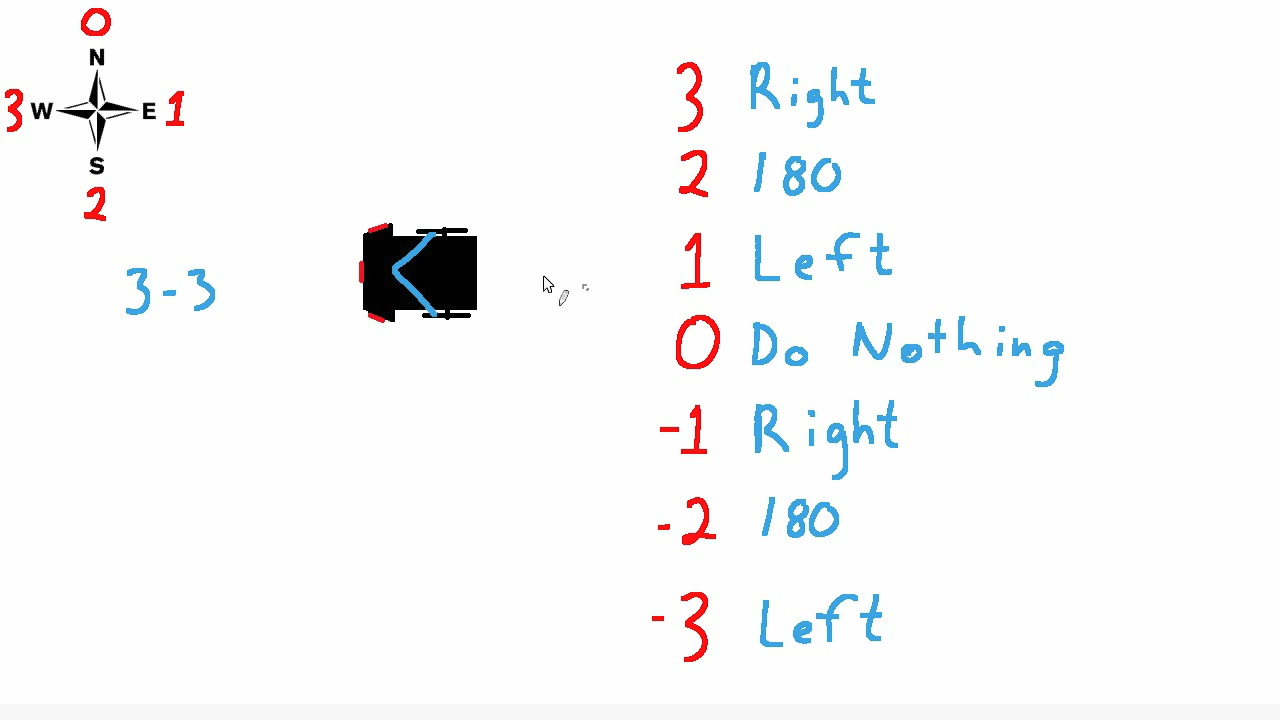 0
N
3 W E 1
S
2
3-3
3 Right
2 180
1 Left
0 Do Nothing
-1 Right
-2 180
-3 Left